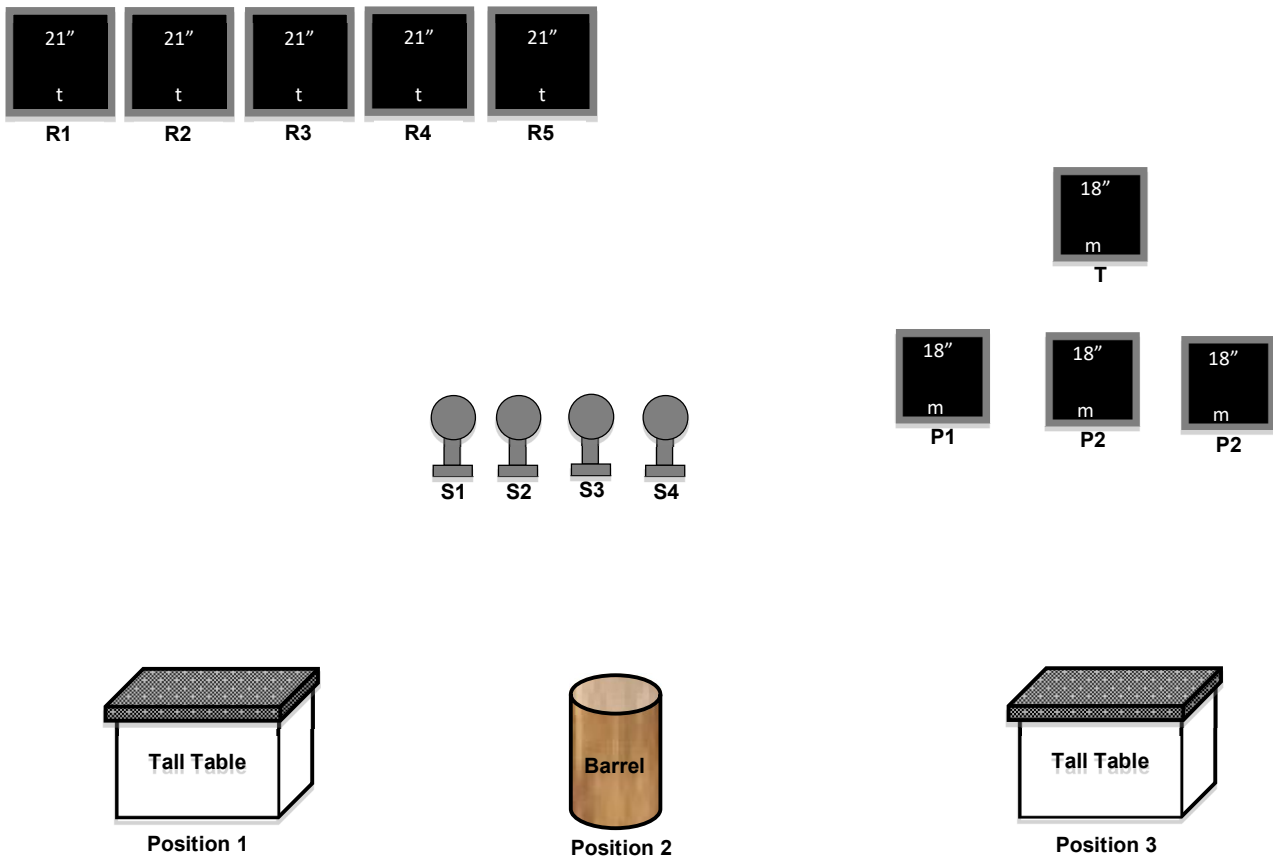 21” 21” 21” 21” 21”
t t t t t
R1 R2 R3 R4 R5
18”
m
T
18” 18” 18”
m m m
P1 P2 P2
S1 S2 S3 S4
Tall Table
Barrel
Tall Table
Position 1
Position 2
Position 3